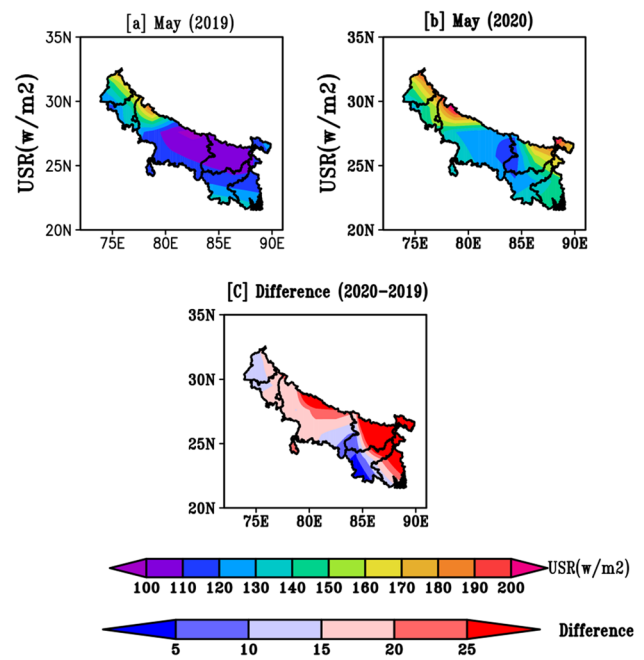 [a] May (2019)
[b] May (2020)
35N
30N
25N
20N
USR(w/m2)
75E 80E 85E 90E
35N
30N
25N
20N
USR(w/m2)
75E 80E 85E 90E
[C] Difference (2020-2019)
35N
30N
25N
20N
75E 80E 85E 90E
USR(w/m2)
100 110 120 130 140 150 160 170 180 190 200
Difference
5 10 15 20 25